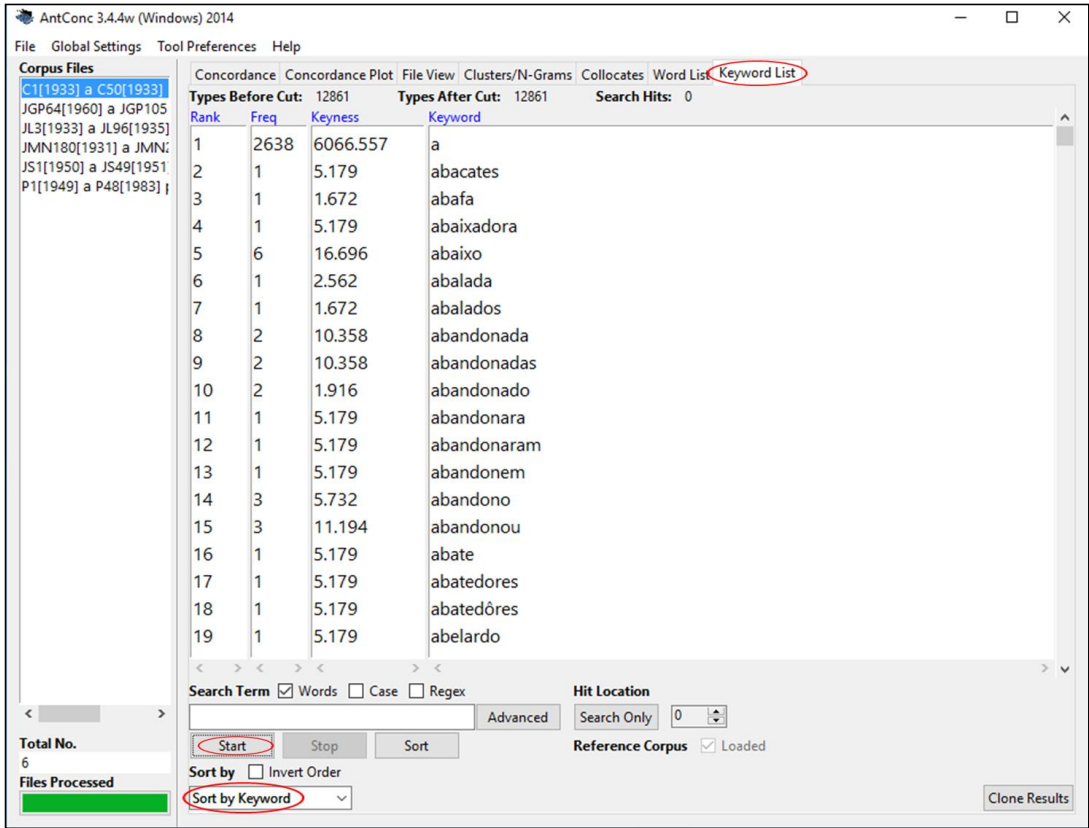 AntConc 3.4.4w (Windows) 2014
File Global Settings Tool Preferences Help
Corpus Files
C1[1933] a C50[1933]
JGP64[1960] a JGP105
JL3[1933] a JL96[1935]
JMN180[1931] a JMN2
JS1[1950] a JS49[1951
P1[1949] a P48[1983]
Concordance Concordance Plot File View Clusters/N-Grams Collocates Word List Keyword List
Types Before Cut: 12861 Types After Cut: 12861 Search Hits: 0
Rank Freq Keyness Keyword
1 2638 6066.557 a
2 1 5.179 abacates
3 1 1.672 abafa
4 1 5.179 abaixadora
5 6 16.696 abaixo
6 1 2.562 abalada
7 1 1.672 abalados
8 2 10.358 abandonada
9 2 10.358 abandonadas
10 2 1.916 abandonado
11 1 5.179 abandonara
12 1 5.179 abandonaram
13 1 5.179 abandonem
14 3 5.732 abandono
15 3 11.194 abandonou
16 1 5.179 abate
17 1 5.179 abatedores
18 1 5.179 abatedôres
19 1 5.179 abelardo
Search Term Words Case Regex Hit Location
Advanced Search Only 0
Start Stop Sort Reference Corpus Loaded
Sort by Invert Order
Sort by Keyword
Clone Results
Total No.
6
Files Processed